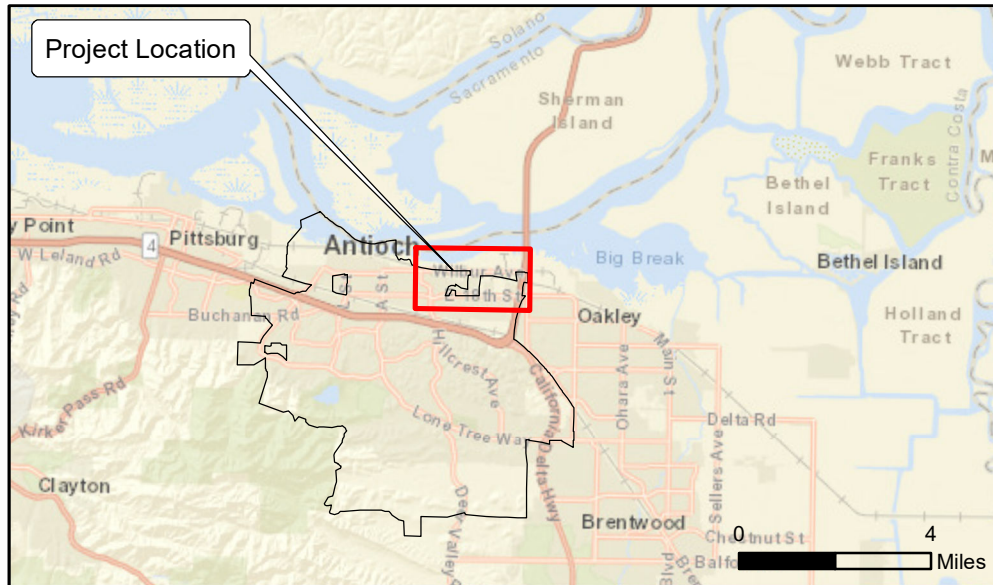 Project Location
Solano
Sacramento
Webb Tract
Sherman
Island
Contra Costa
Franks
Tract
Bethel
Island
y Point
4
Pittsburg
Antioch
W Leland Rd
Wilbur Ave
Big Break
Bethel Island
L St
A St
E 18th St
Buchanan Rd
Oakley
Holland
Tract
Hillcrest Ave
Main St
Ohara Ave
Kirker Pass Rd
Lone Tree Way
California Delta Hwy
Delta Rd
Sellers Ave
Clayton
Deer Valley
Brentwood
0
4
Chestnut St
Miles
Balfo
Blvd